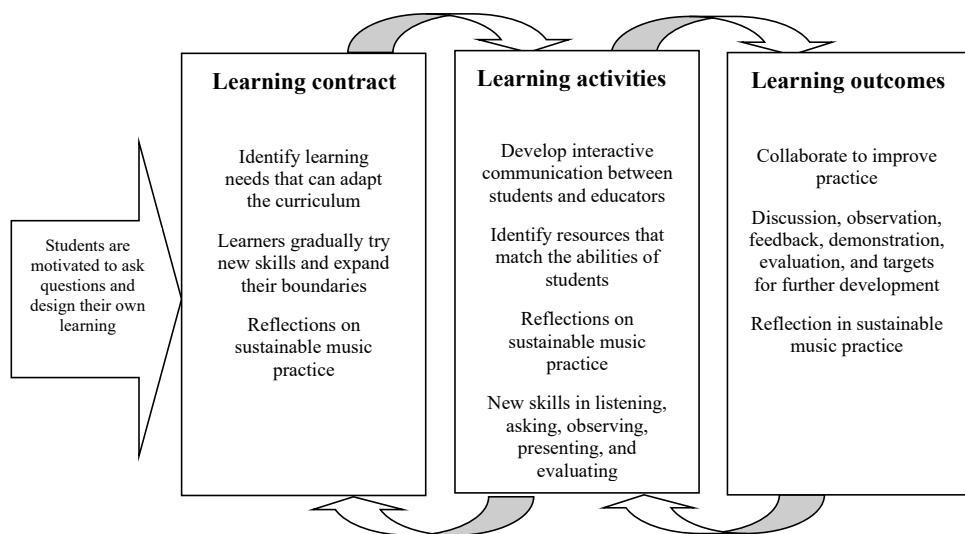 Students are
motivated to ask
questions and
design their own
learning
Learning contract
Identify learning
needs that can adapt
the curriculum
Learners gradually try
new skills and expand
their boundaries
Reflections on
sustainable music
practice
Learning activities
Develop interactive
communication between
students and educators
Identify resources that
match the abilities of
students
Reflections on
sustainable music
practice
New skills in listening,
asking, observing,
presenting, and
evaluating
Learning outcomes
Collaborate to improve
practice
Discussion, observation,
feedback, demonstration,
evaluation, and targets
for further development
Reflection in sustainable
music practice